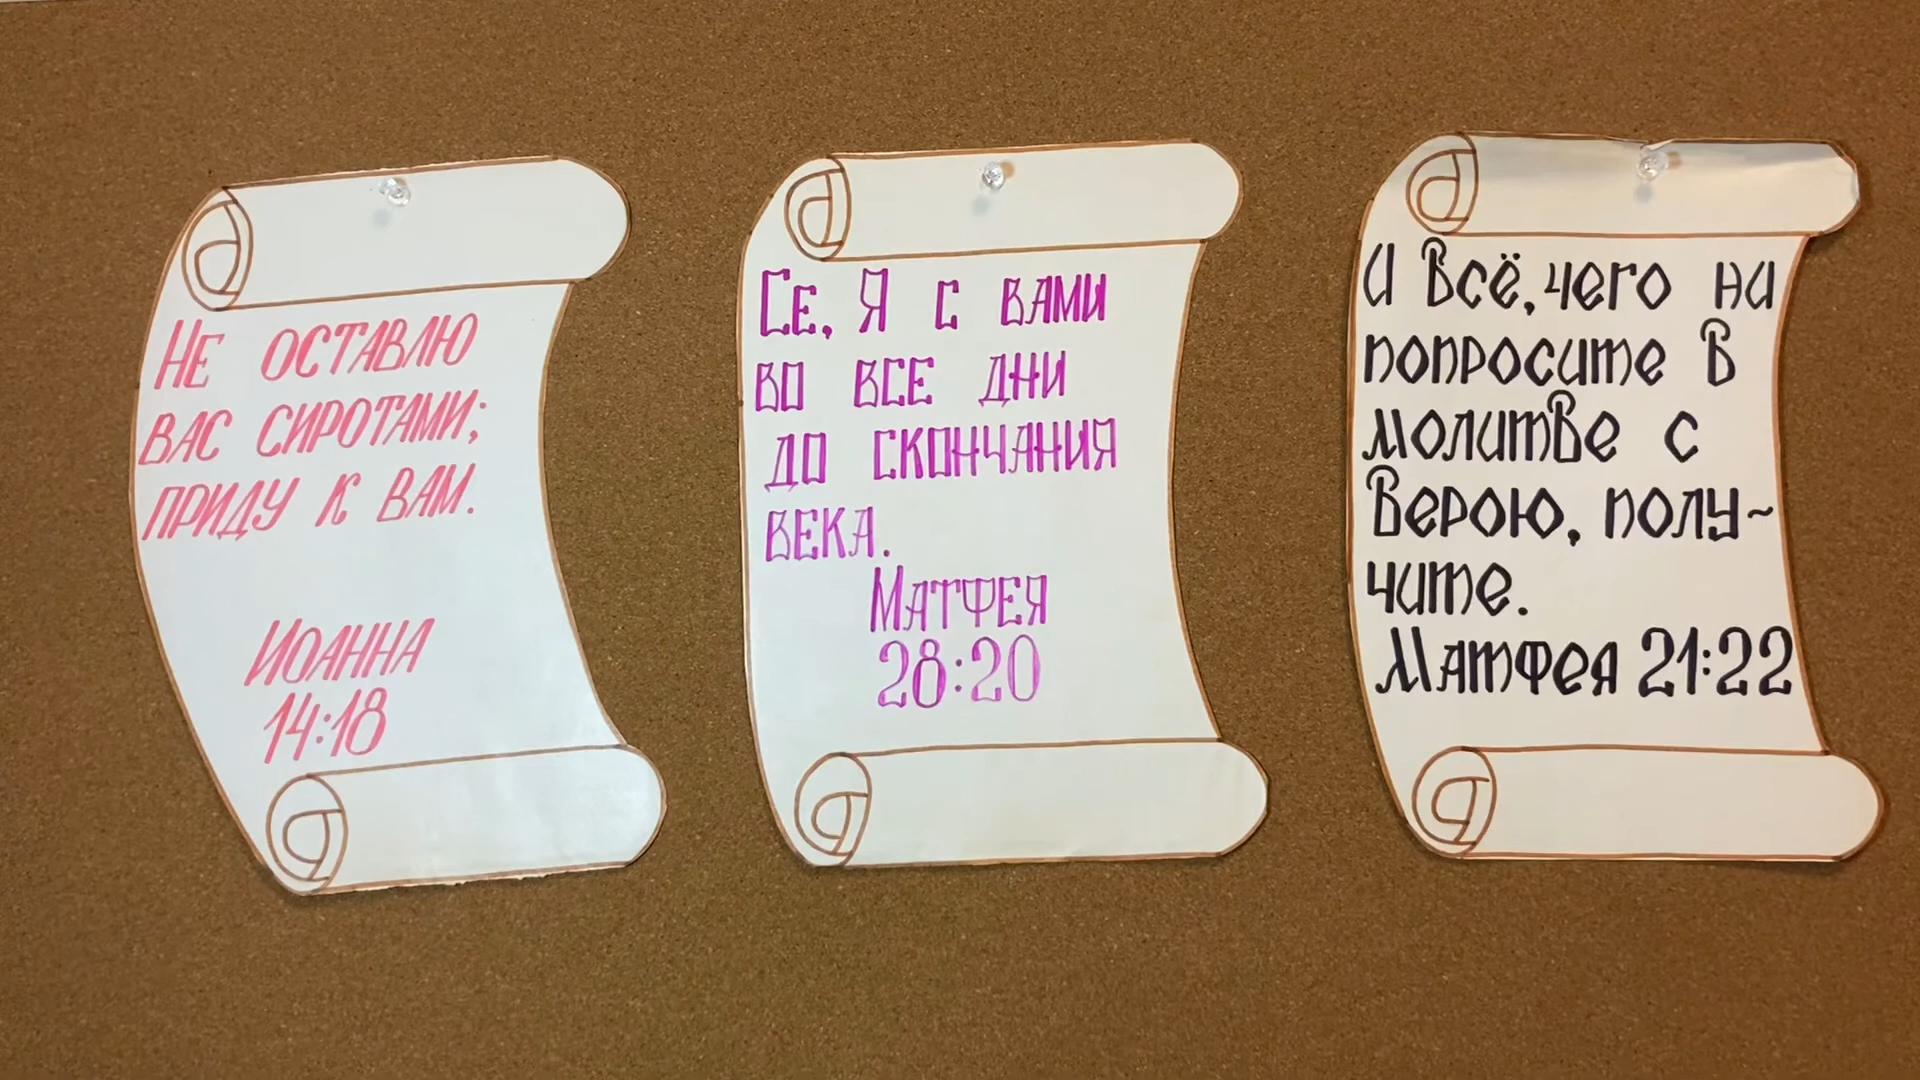 Не оставлю
вас сиротами;
приду к вам.
Иоанна
14:18
Се, Я с вами
во все дни
до скончания
века.
Матфея
28:20
И всё, чего ни
попросите в
молитве с
верою, полу-
чите.
Матфея 21:22